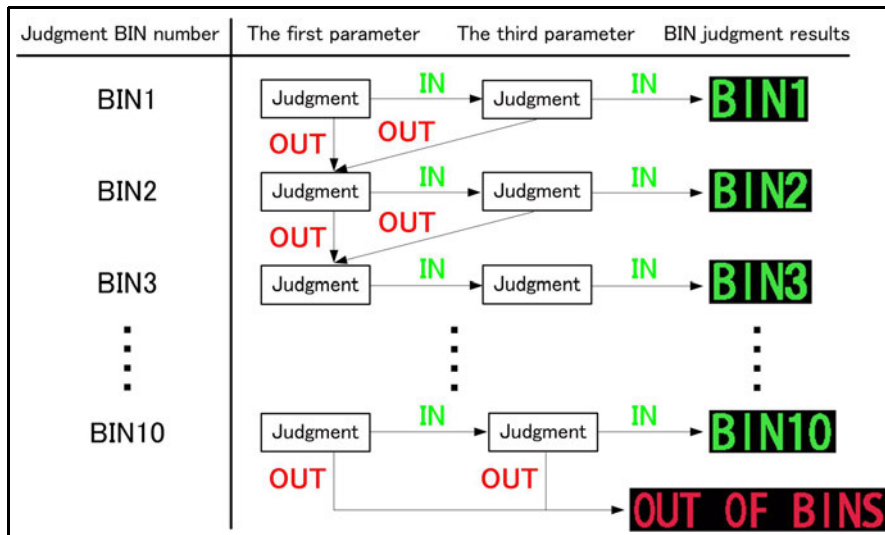 Judgment BIN number The first parameter The third parameter BIN judgment results
BIN1 Judgment IN Judgment IN BIN1
OUT OUT
BIN2 Judgment IN Judgment IN BIN2
OUT OUT
BIN3 Judgment IN Judgment IN BIN3
BIN10 Judgment IN Judgment IN BIN10
OUT OUT
OUT OF BINS